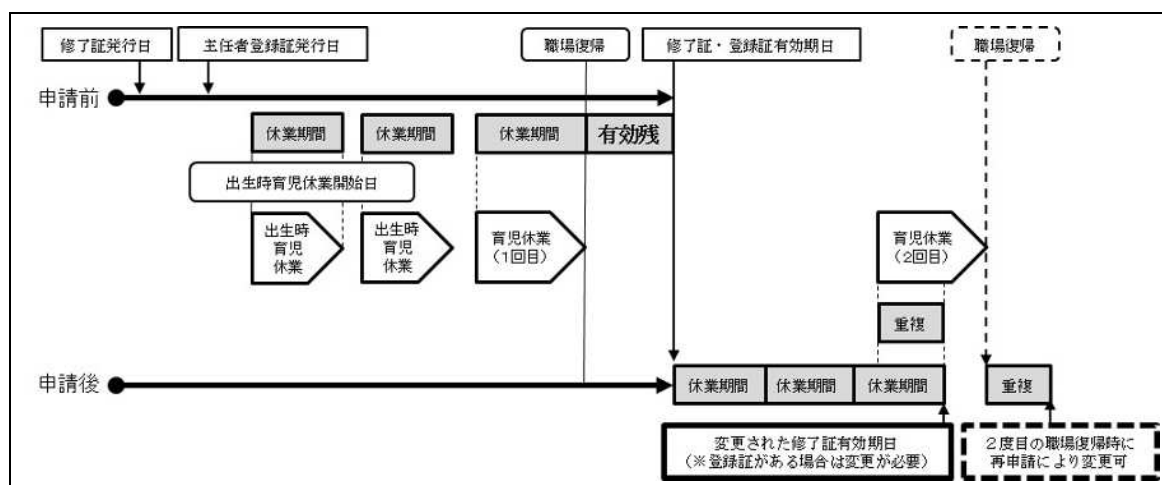 修了証発行日
主任者登録証発行日
職場復帰
修了証・登録証有効期日
職場復帰
申請前
休業期間
休業期間
休業期間
有効残
出生時育児休業開始日
出生時
育児
休業
出生時
育児
休業
育児休業
（1回目）
育児休業
（2回目）
重複
申請後
休業期間
休業期間
休業期間
重複
変更された修了証有効期日
（※登録証がある場合は変更が必要）
２度目の職場復帰時に
再申請により変更可